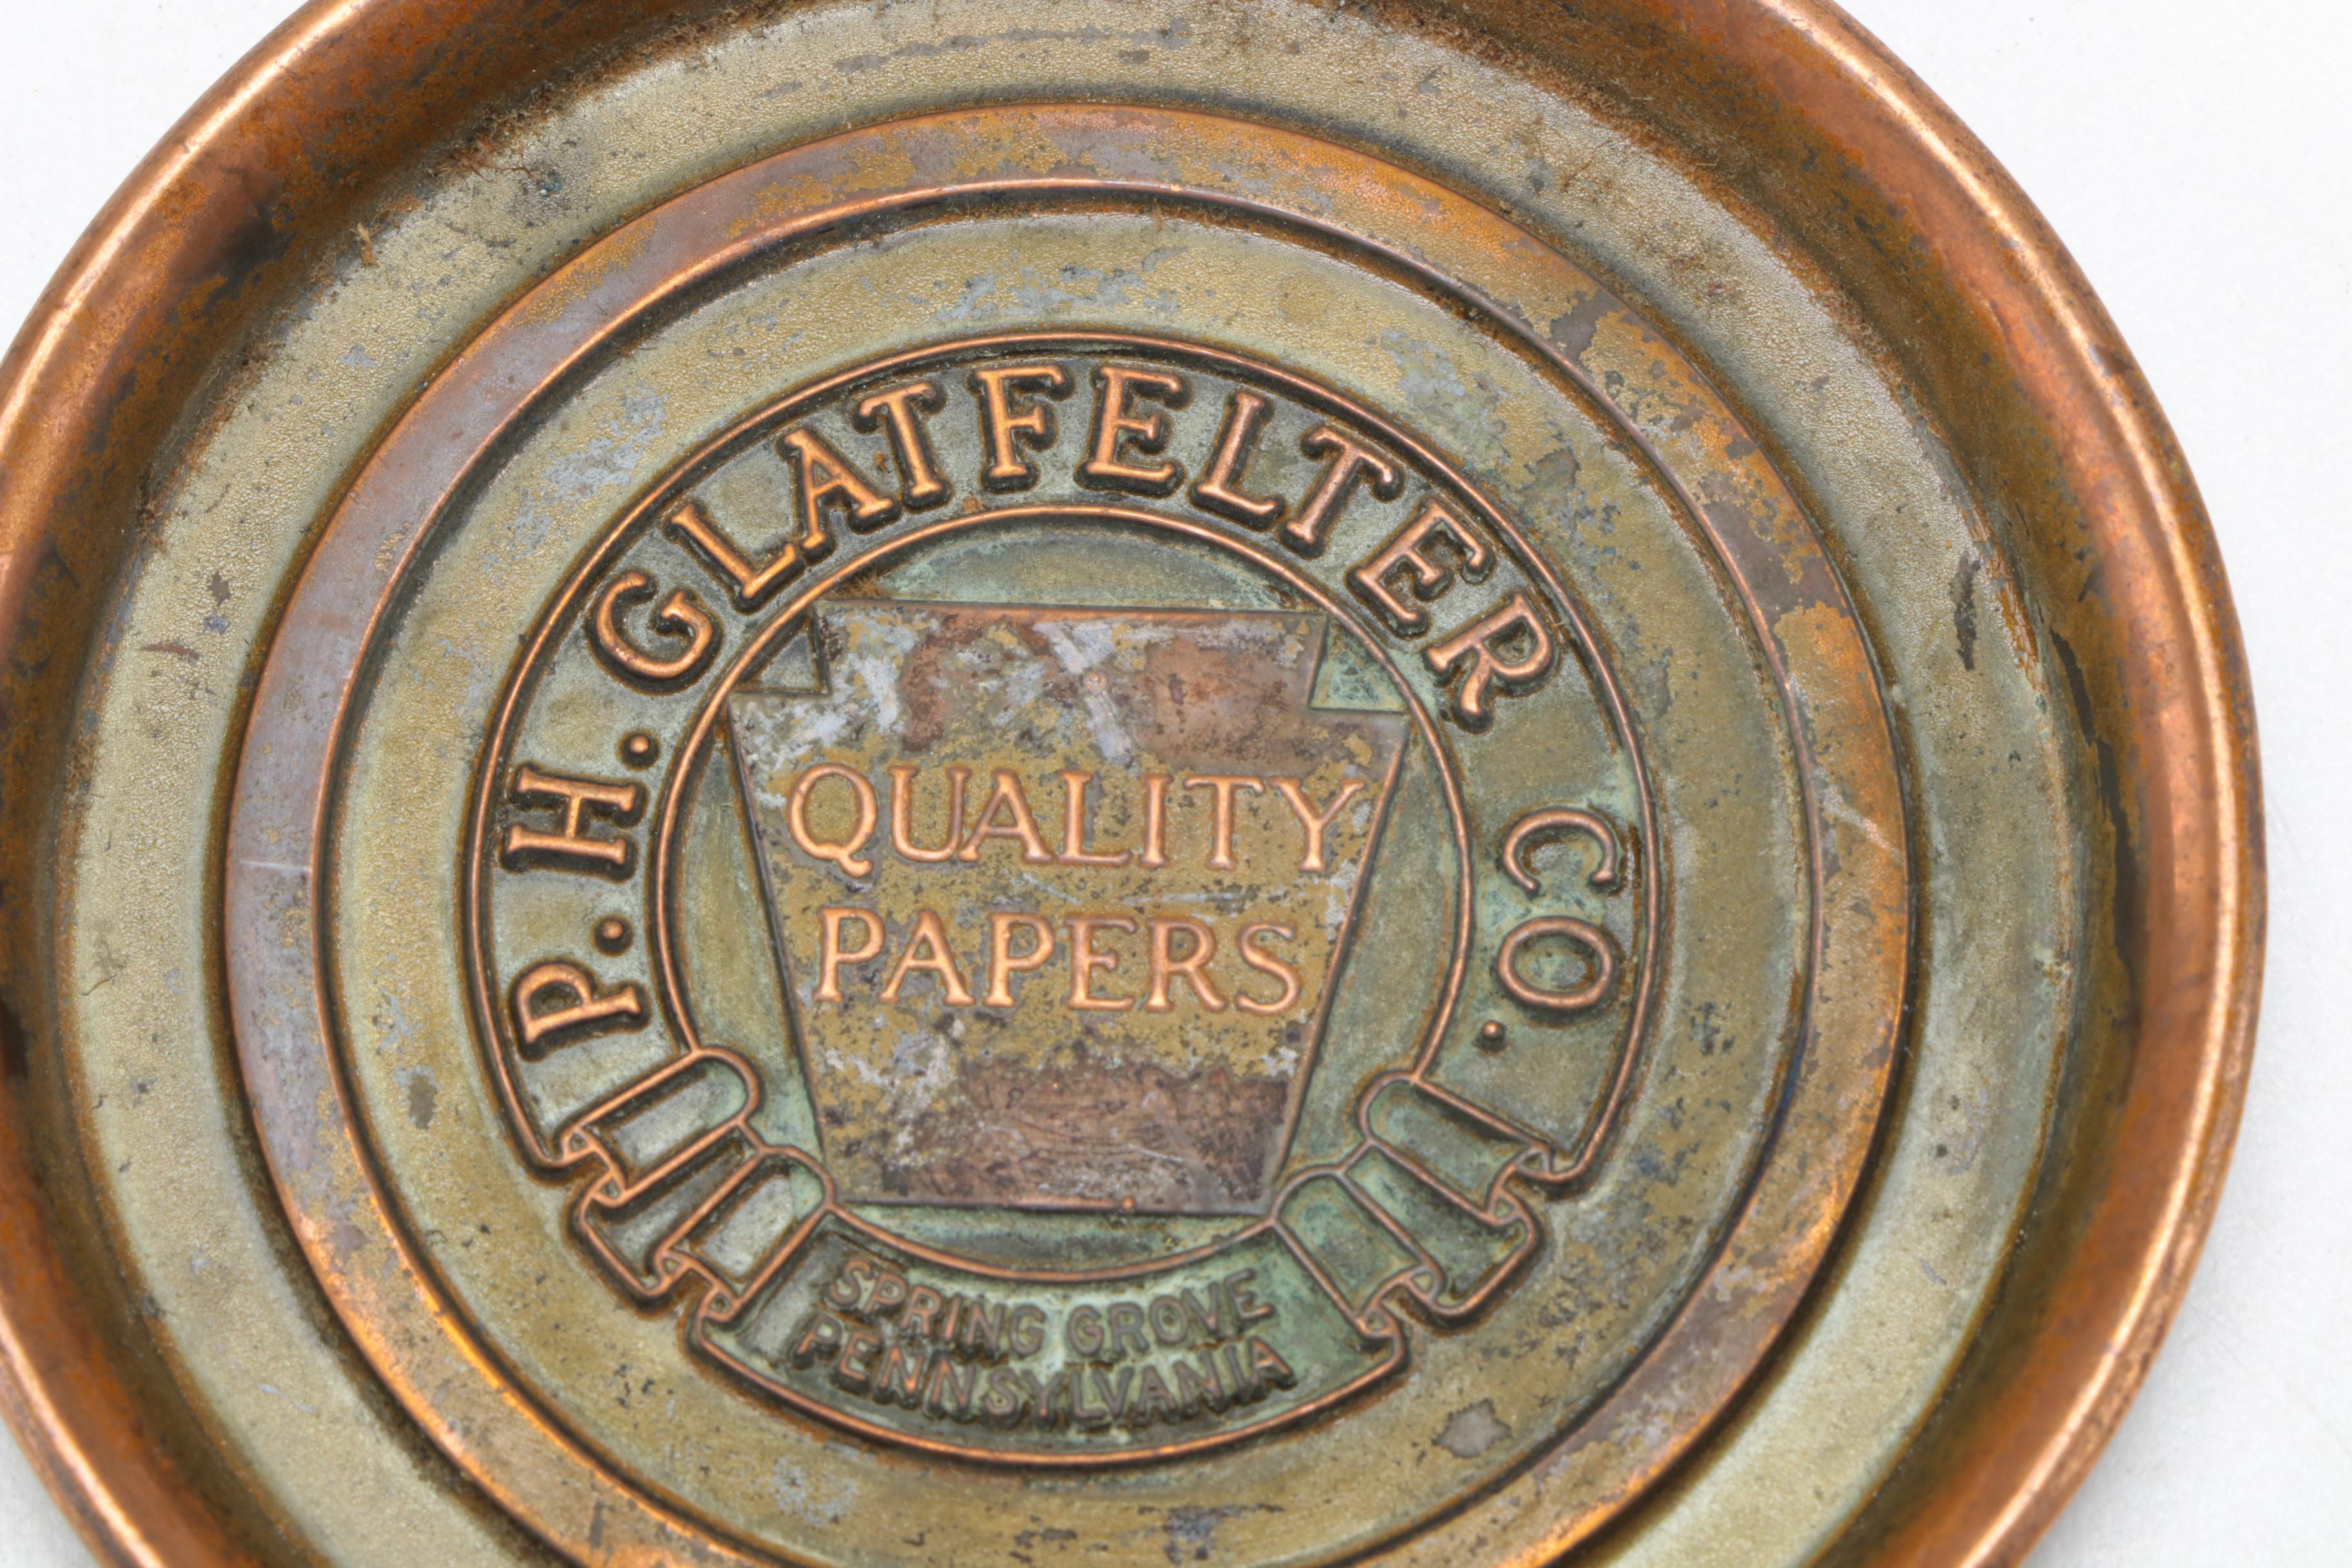 P. H. GLATFELTER CO.
QUALITY
PAPERS
SPRING GROVE
PENNSYLVANIA